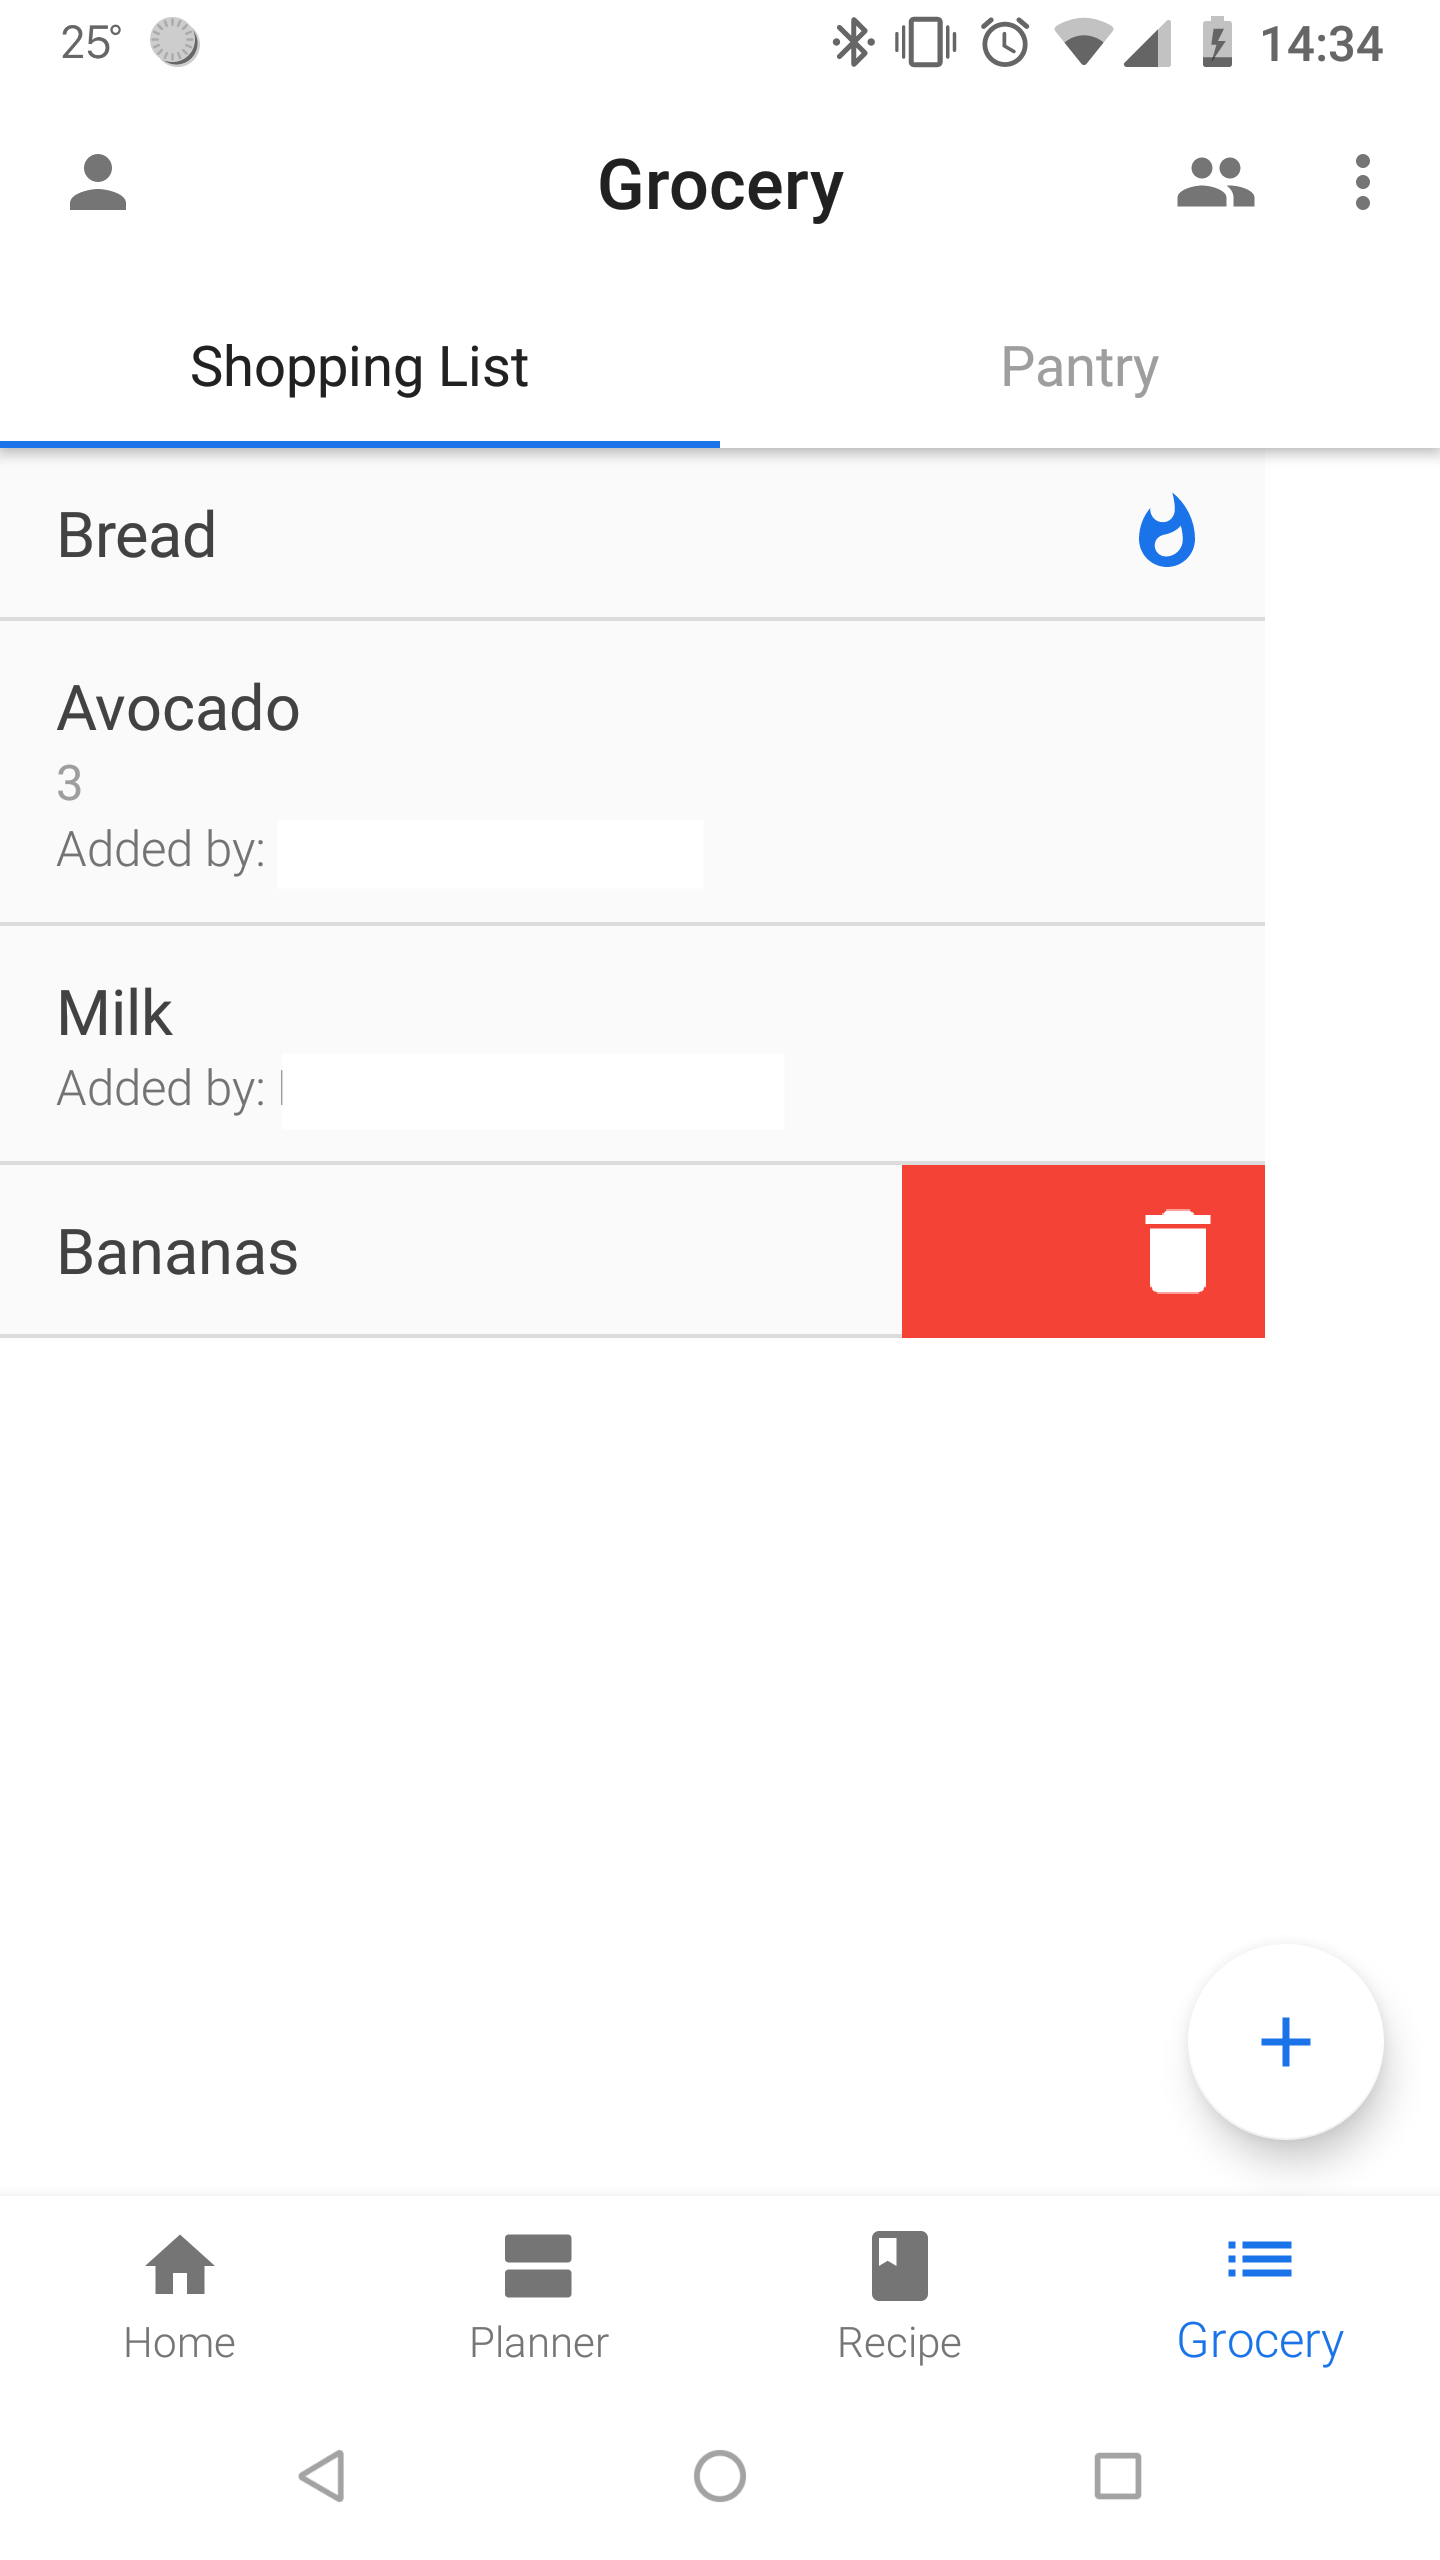 25° 14:34
Grocery
Shopping List Pantry
Bread
Avocado
3
Added by:
Milk
Added by:
Bananas
Home Planner Recipe Grocery